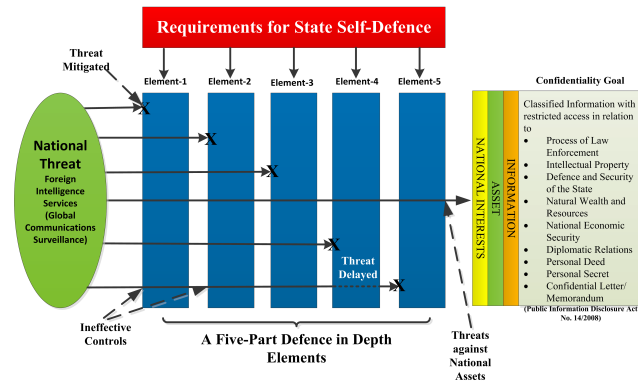 Requirements for State Self-Defence
Threat
Mitigated
Element-1
Element-2
Element-3
Element-4
Element-5
X
X
X
X
X
National
Threat
Foreign
Intelligence
Services
(Global
Communications
Surveillance)
Threat
Delayed
Ineffective
Controls
A Five-Part Defence in Depth
Elements
Threats
against
National
Assets
NATIONAL INTERESTS
ASSET
INFORMATION
Confidentiality Goal
Classified Information with
restricted access in relation
to
• Process of Law
Enforcement
• Intellectual Property
• Defence and Security
of the State
• Natural Wealth and
Resources
• National Economic
Security
• Diplomatic Relations
• Personal Deed
• Personal Secret
• Confidential Letter/
Memorandum
(Public Information Disclosure Act
No. 14/2008)